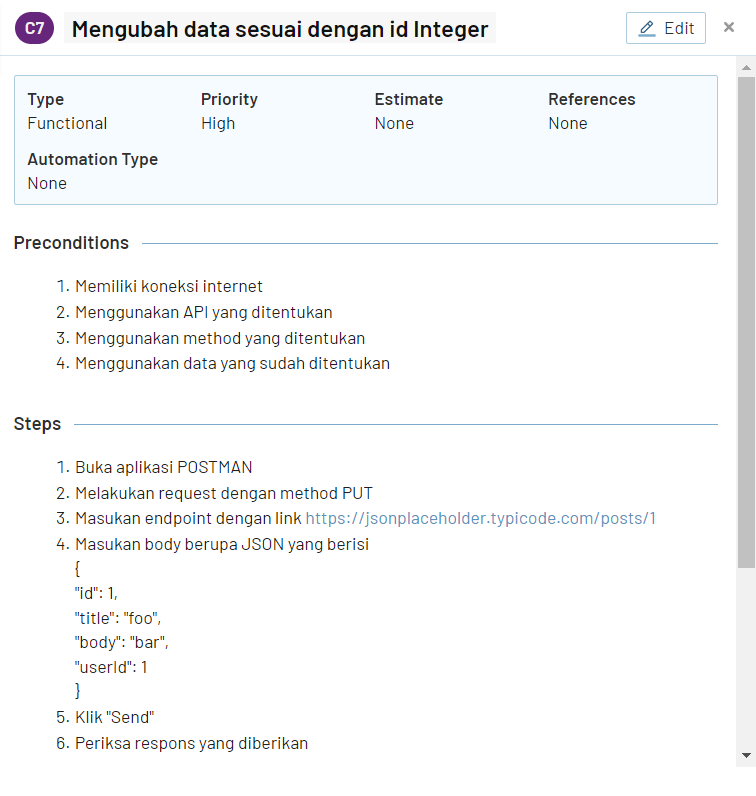 C7 Mengubah data sesuai dengan id Integer Edit ×
Type Priority Estimate References
Functional High None None
Automation Type
None
Preconditions
1. Memiliki koneksi internet
2. Menggunakan API yang ditentukan
3. Menggunakan method yang ditentukan
4. Menggunakan data yang sudah ditentukan
Steps
1. Buka aplikasi POSTMAN
2. Melakukan request dengan method PUT
3. Masukan endpoint dengan link https://jsonplaceholder.typicode.com/posts/1
4. Masukan body berupa JSON yang berisi
{
"id": 1,
"title": "foo",
"body": "bar",
"userId": 1
}
5. Klik "Send"
6. Periksa respons yang diberikan